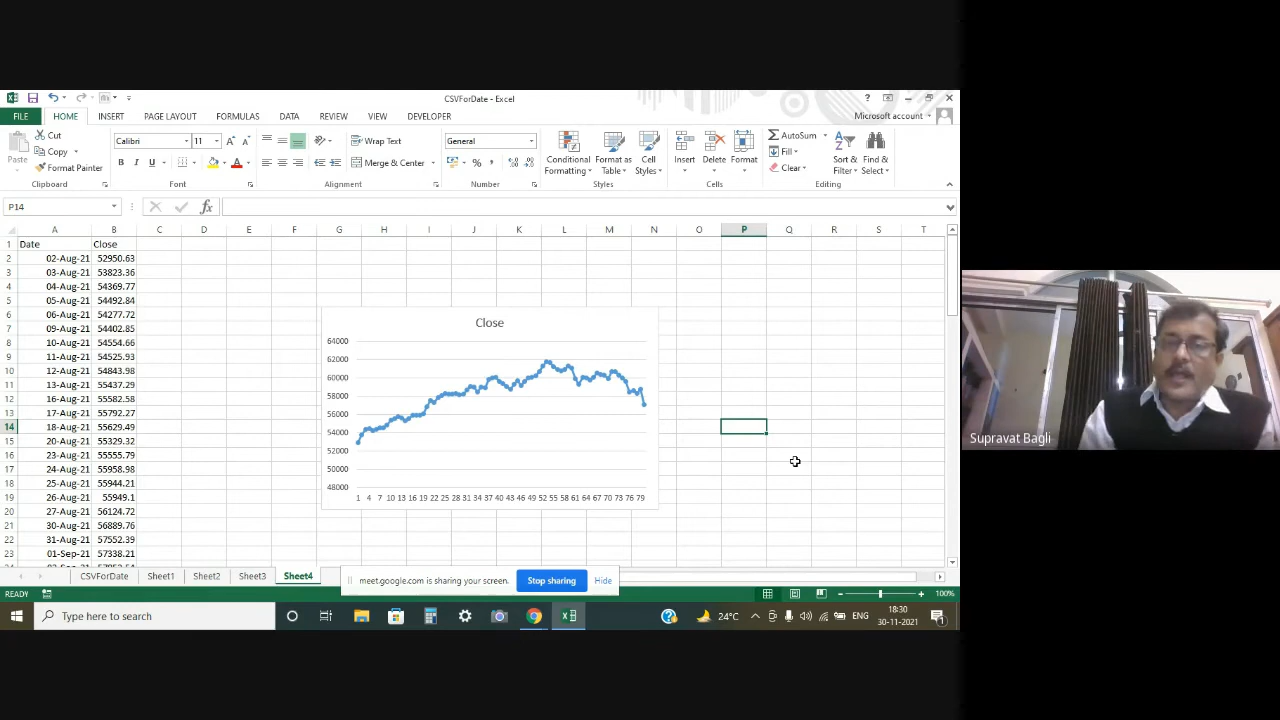 CSVForDate - Excel
FILE HOME INSERT PAGE LAYOUT FORMULAS DATA REVIEW VIEW DEVELOPER Microsoft account
Paste
Cut
Copy
Format Painter
Clipboard
Calibri 11
B I U
Font
Wrap Text
Merge & Center
Alignment
General
%
Number
Conditional Formatting
Format as Table
Cell Styles
Styles
Insert
Delete
Format
Cells
AutoSum
Fill
Clear
Sort & Filter
Find & Select
Editing
P14
fx
A B C D E F G H I J K L M N O P Q R S T
1 Date Close
2 02-Aug-21 52950.63
3 03-Aug-21 53823.36
4 04-Aug-21 54369.77
5 05-Aug-21 54492.84
6 06-Aug-21 54277.72
7 09-Aug-21 54402.85
8 10-Aug-21 54554.66
9 11-Aug-21 54525.93
10 12-Aug-21 54843.98
11 13-Aug-21 55437.29
12 16-Aug-21 55582.58
13 17-Aug-21 55792.27
14 18-Aug-21 55629.49
15 20-Aug-21 55329.32
16 23-Aug-21 55555.79
17 24-Aug-21 55958.98
18 25-Aug-21 55944.21
19 26-Aug-21 55949.1
20 27-Aug-21 56124.72
21 30-Aug-21 56889.76
22 31-Aug-21 57552.39
23 01-Sep-21 57338.21
Close
64000
62000
60000
58000
56000
54000
52000
50000
48000
1 4 7 10 13 16 19 22 25 28 31 34 37 40 43 46 49 52 55 58 61 64 67 70 73 76 79
Supravat Bagli
CSVForDate Sheet1 Sheet2 Sheet3 Sheet4
meet.google.com is sharing your screen. Stop sharing Hide
READY 100%
Type here to search
24°C ENG
18:30
30-11-2021
1